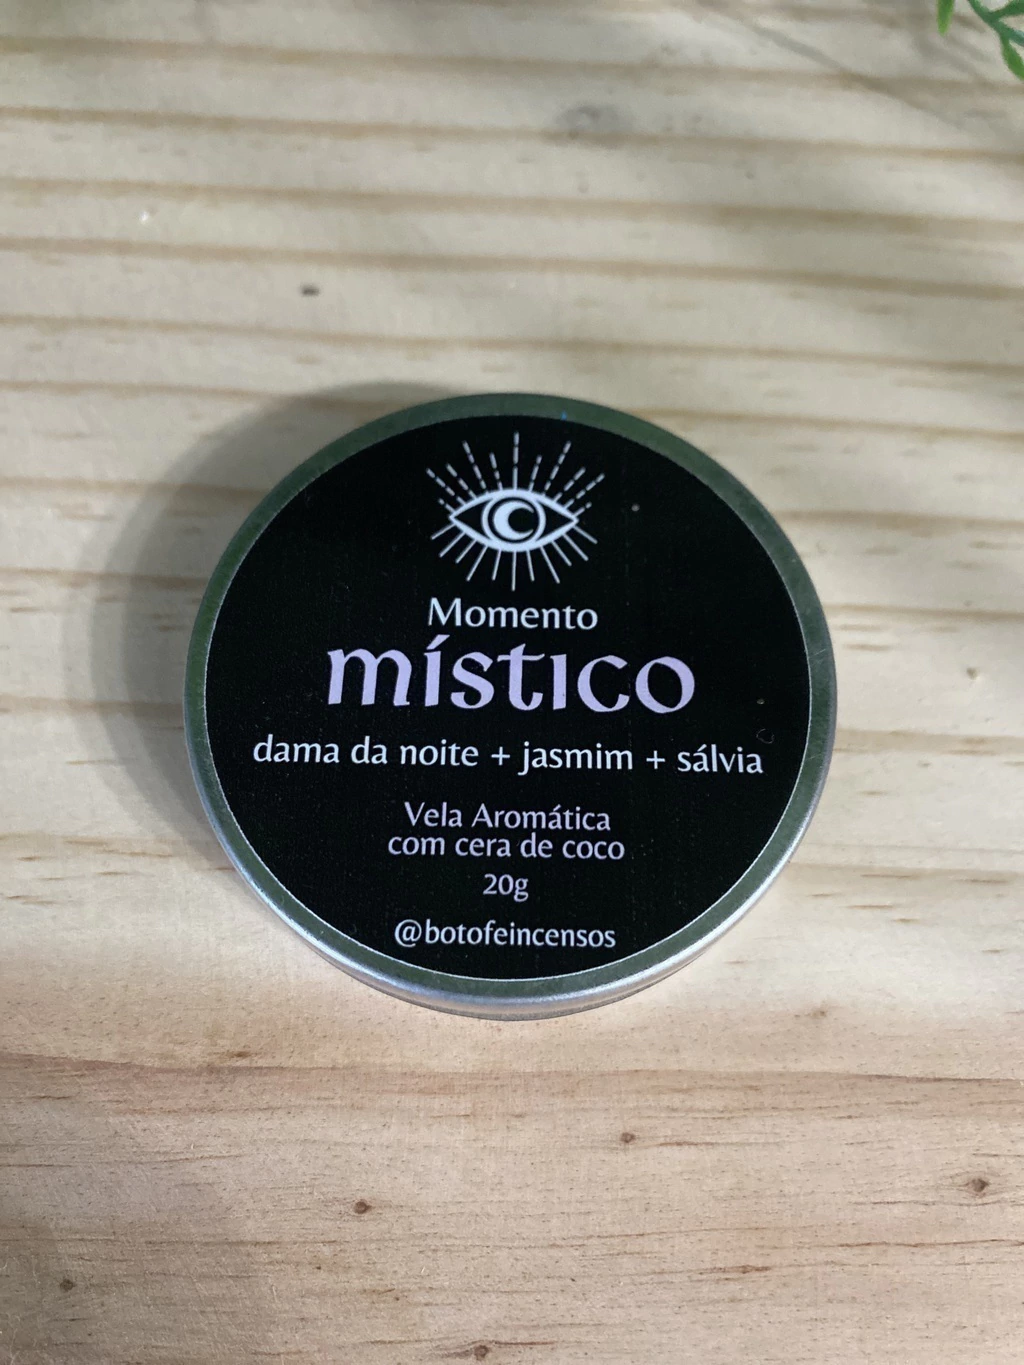 Momento
místico
dama da noite + jasmim + sálvia
Vela Aromática
com cera de coco
20g
@botofeincensos